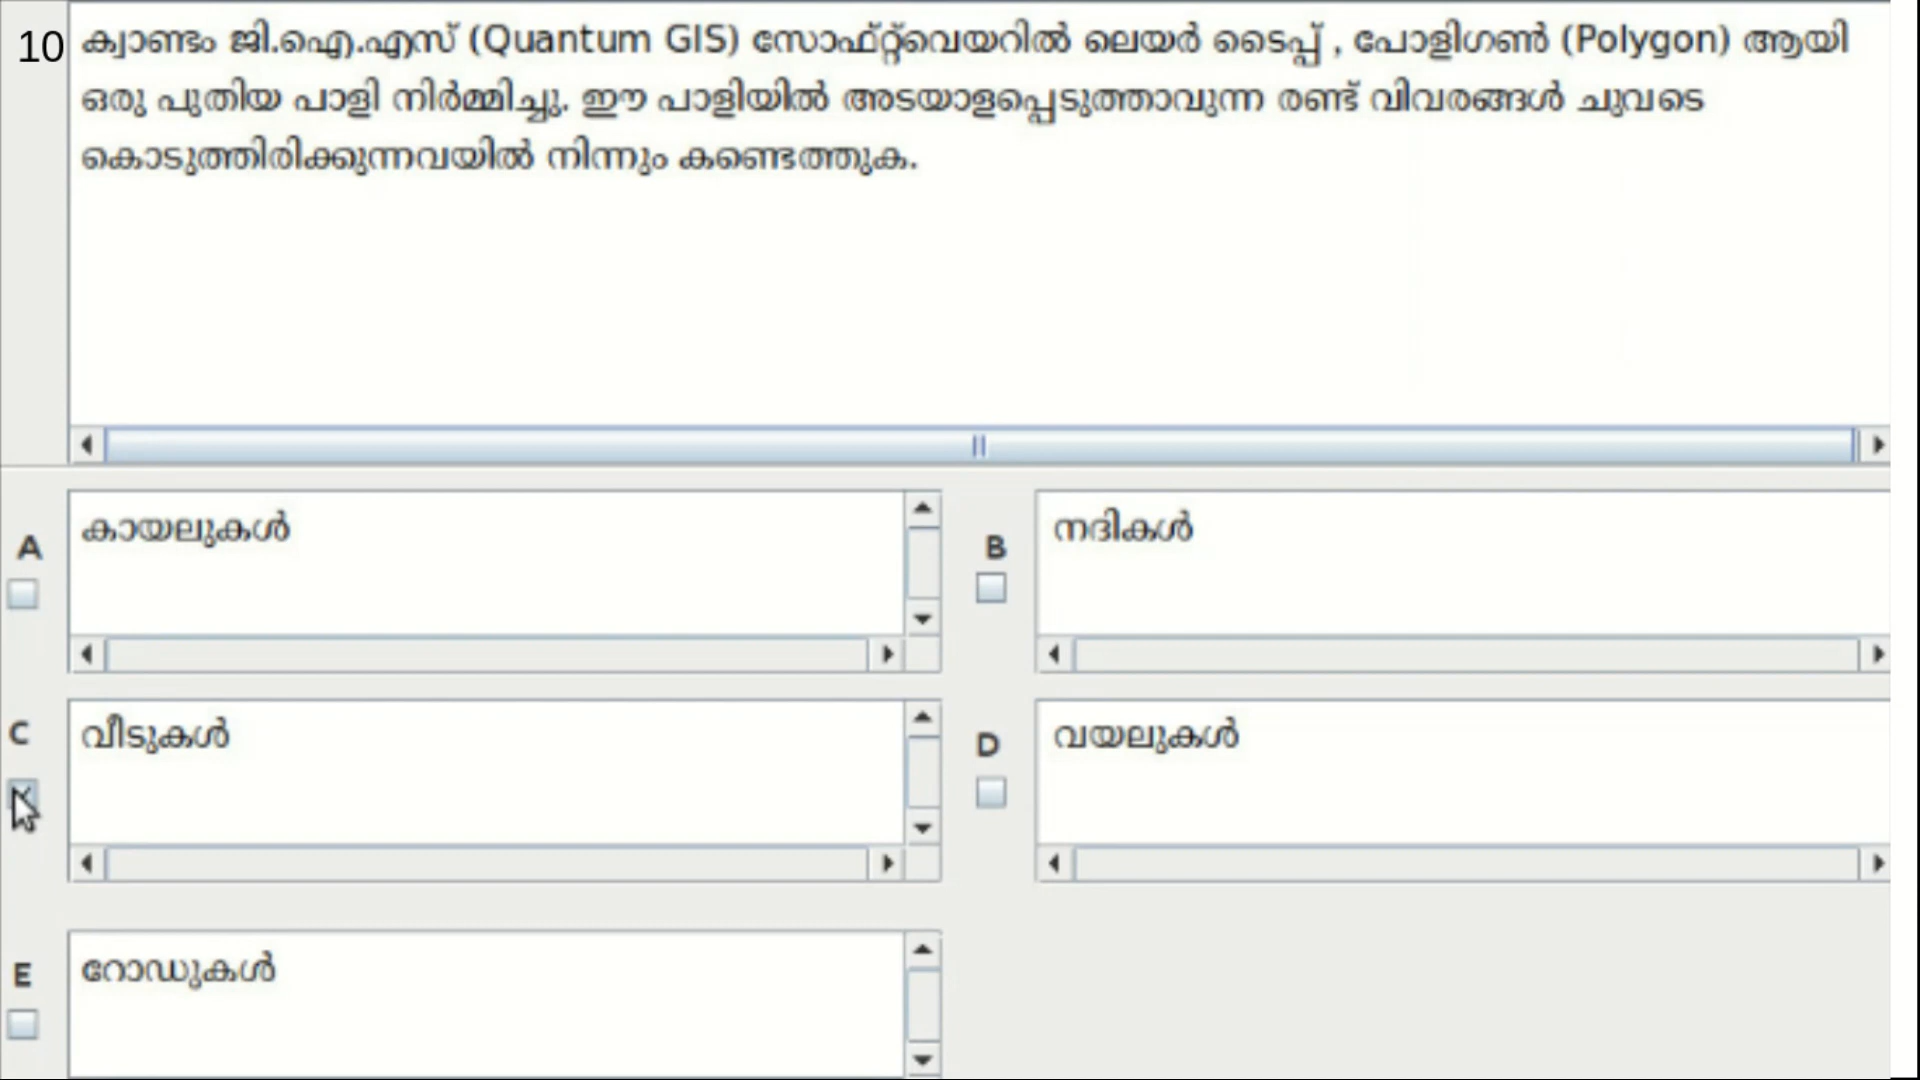 10
ക്വാണ്ടം ജി.ഐ.എസ് (Quantum GIS) സോഫ്റ്റ്‌വെയറിൽ ലെയർ ടൈപ്പ് , പോളിഗൺ (Polygon) ആയി
ഒരു പുതിയ പാളി നിർമ്മിച്ചു. ഈ പാളിയിൽ അടയാളപ്പെടുത്താവുന്ന രണ്ട് വിവരങ്ങൾ ചുവടെ
കൊടുത്തിരിക്കുന്നവയിൽ നിന്നും കണ്ടെത്തുക.
A
കായലുകൾ
B
നദികൾ
C
വീടുകൾ
D
വയലുകൾ
E
റോഡുകൾ